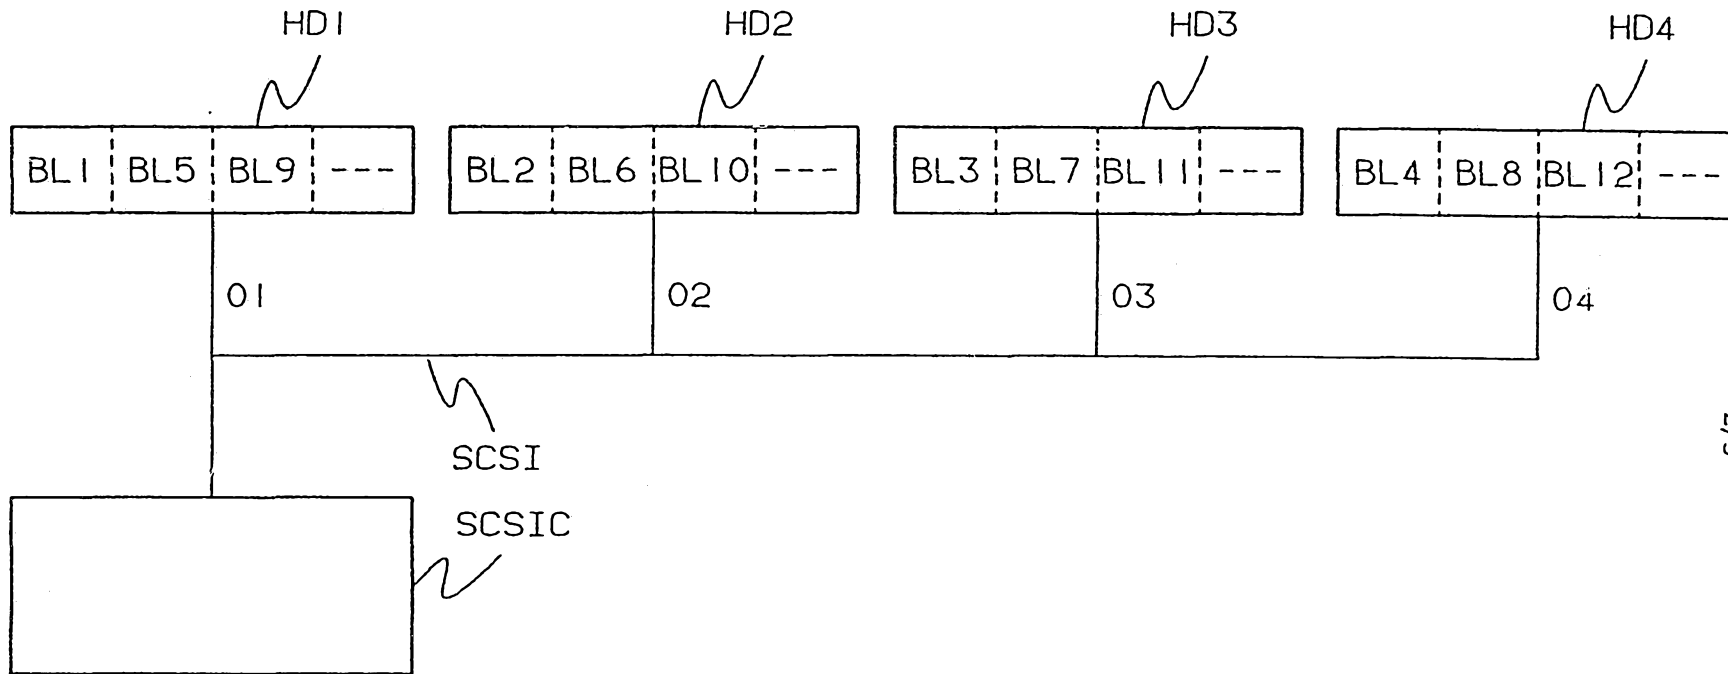 HD1 HD2 HD3 HD4
BL1 BL5 BL9 --- BL2 BL6 BL10 --- BL3 BL7 BL11 --- BL4 BL8 BL12 ---
01 02 03 04
SCSI
SCSIC